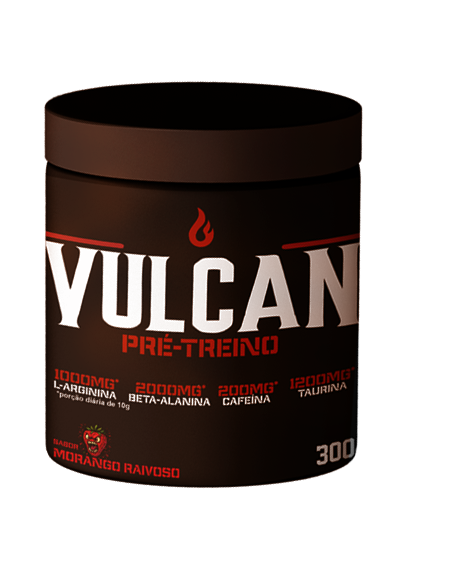 VULCAN
PRÉ-TREINO
1000MG* 2000MG* 200MG* 1200MG*
L-ARGININA BETA-ALANINA CAFEÍNA TAURINA
*porção diária de 10g
SABOR
MORANGO RAIVOSO
300